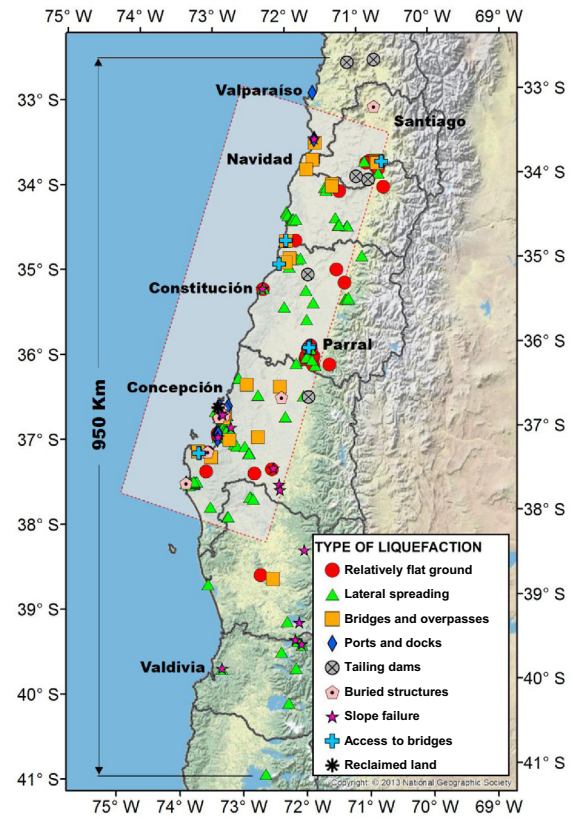 74° W 73° W 72° W 71° W 70° W 69° W
33° S
34° S
35° S
36° S
37° S
38° S
39° S
40° S
41° S
33° S
34° S
35° S
36° S
37° S
38° S
39° S
40° S
41° S
Valparaíso
Santiago
Navidad
Constitución
Parral
Concepción
Valdivia
950 Km
TYPE OF LIQUEFACTION
Relatively flat ground
Lateral spreading
Bridges and overpasses
Ports and docks
Tailing dams
Buried structures
Slope failure
Access to bridges
Reclaimed land
Copyright: © 2013 National Geographic Society
75° W 74° W 73° W 72° W 71° W 70° W 69° W